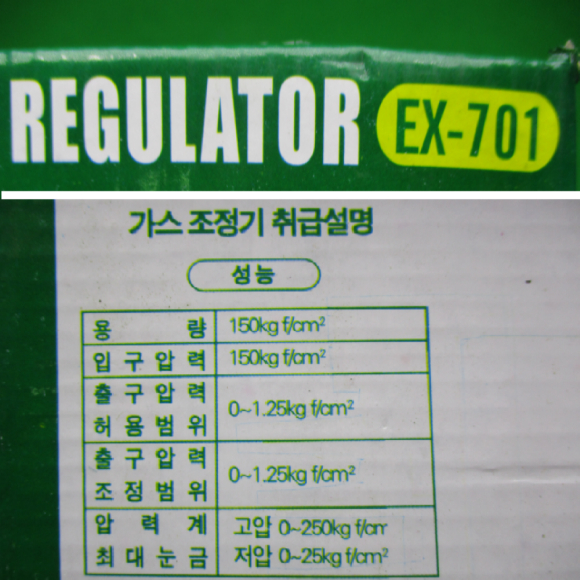 REGULATOR EX-701
가스 조정기 취급설명
성능
용 량 150kg f/cm²
입 구 압 력 150kg f/cm²
출 구 압 력
허 용 범 위 0~1.25kg f/cm²
출 구 압 력
조 정 범 위 0~1.25kg f/cm²
압 력 계 고압 0~250kg f/cm
최 대 눈 금 저압 0~25kg f/cm²